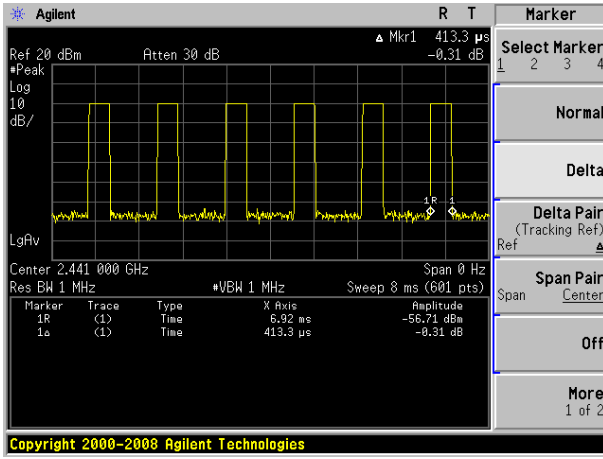 Agilent R T
Marker
Δ Mkr1 413.3 µs
Ref 20 dBm Atten 30 dB -0.31 dB
#Peak
Log
10
dB/
1R 1
LgAv
Center 2.441 000 GHz Span 0 Hz
Res BW 1 MHz #VBW 1 MHz Sweep 8 ms (601 pts)
Marker Trace Type X Axis Amplitude
1R (1) Time 6.92 ms -56.71 dBm
1Δ (1) Time 413.3 µs -0.31 dB
Select Marker
1 2 3 4
Normal
Delta
Delta Pair
(Tracking Ref)
Ref Δ
Span Pair
Span Center
Off
More
1 of 2
Copyright 2000-2008 Agilent Technologies